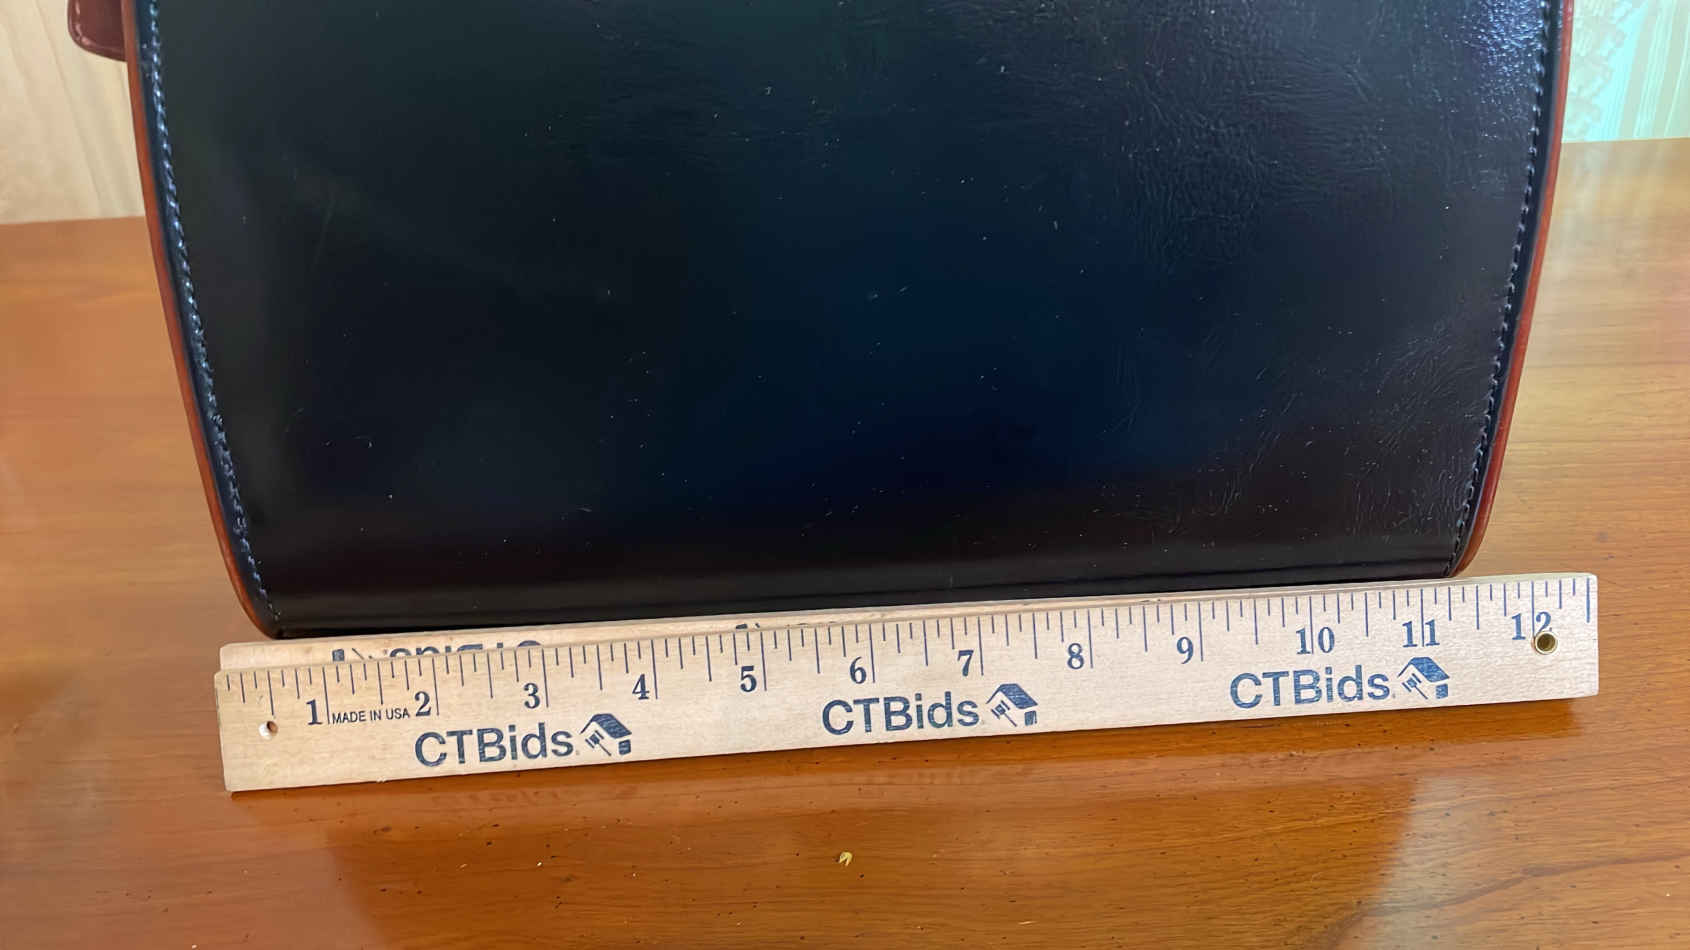 1 2 3 4 5 6 7 8 9 10 11 12
MADE IN USA
CTBids CTBids CTBids